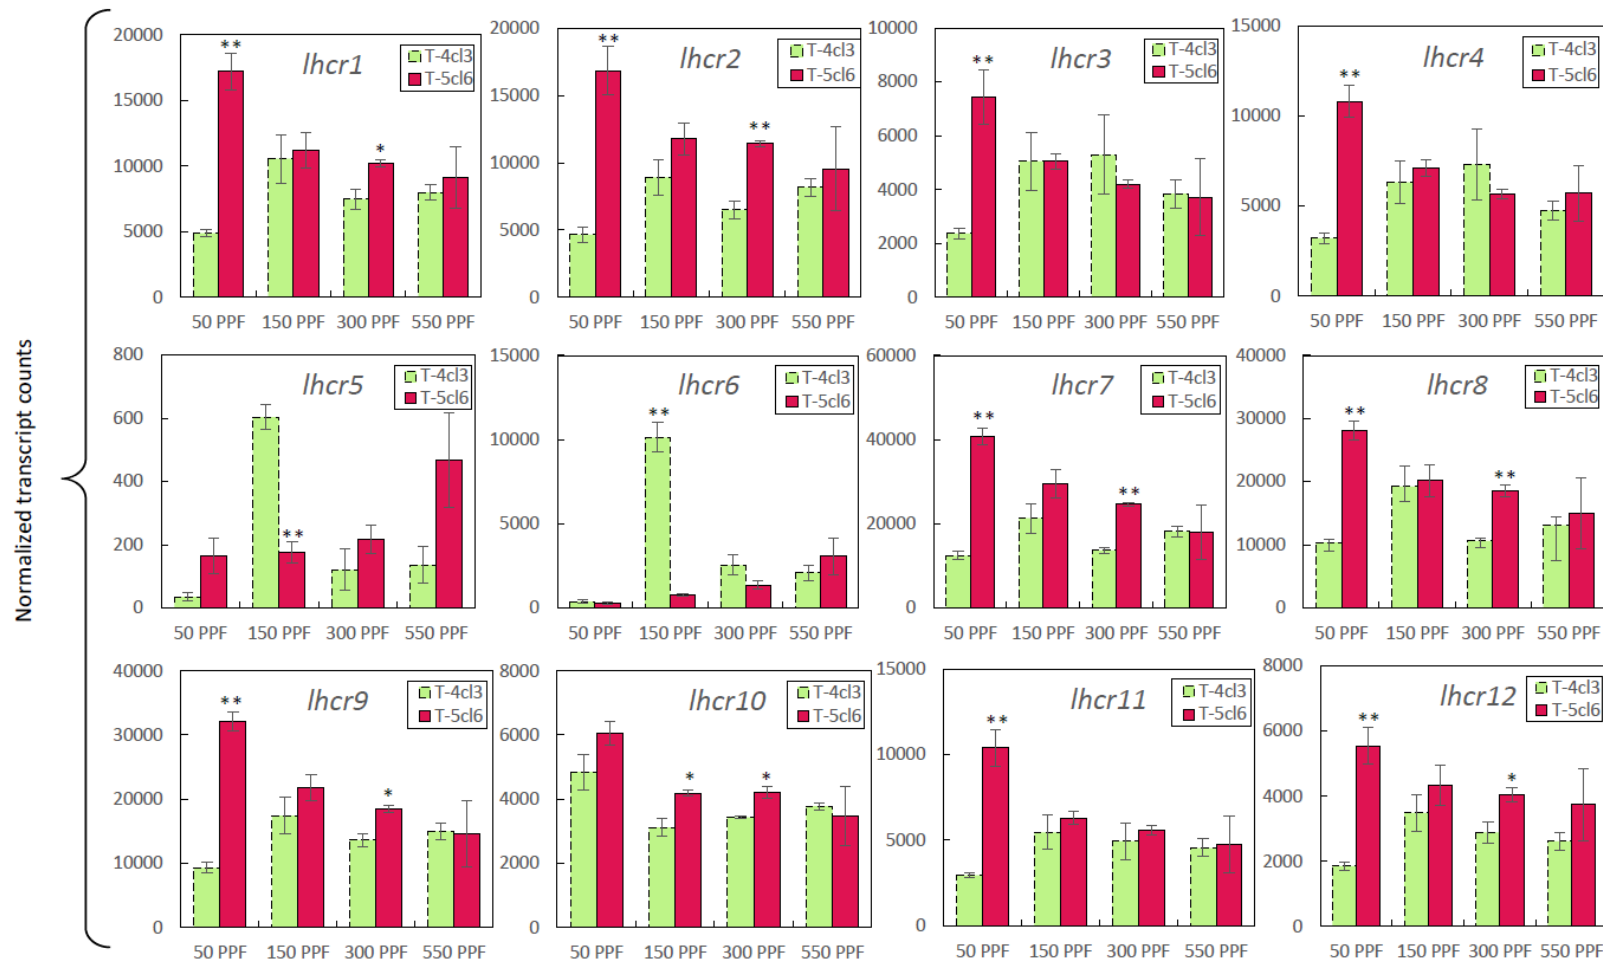 Normalized transcript counts
lhcr1
T-4cl3
T-5cl6
**
*
20000
15000
10000
5000
0
50 PPF 150 PPF 300 PPF 550 PPF
lhcr2
T-4cl3
T-5cl6
**
**
20000
15000
10000
5000
0
50 PPF 150 PPF 300 PPF 550 PPF
lhcr3
T-4cl3
T-5cl6
**
10000
8000
6000
4000
2000
0
50 PPF 150 PPF 300 PPF 550 PPF
lhcr4
T-4cl3
T-5cl6
**
15000
10000
5000
0
50 PPF 150 PPF 300 PPF 550 PPF
lhcr5
T-4cl3
T-5cl6
**
800
600
400
200
0
50 PPF 150 PPF 300 PPF 550 PPF
lhcr6
T-4cl3
T-5cl6
**
15000
10000
5000
0
50 PPF 150 PPF 300 PPF 550 PPF
lhcr7
T-4cl3
T-5cl6
**
**
60000
40000
20000
0
50 PPF 150 PPF 300 PPF 550 PPF
lhcr8
T-4cl3
T-5cl6
**
**
40000
30000
20000
10000
0
50 PPF 150 PPF 300 PPF 550 PPF
lhcr9
T-4cl3
T-5cl6
**
*
40000
30000
20000
10000
0
50 PPF 150 PPF 300 PPF 550 PPF
lhcr10
T-4cl3
T-5cl6
*
*
8000
6000
4000
2000
0
50 PPF 150 PPF 300 PPF 550 PPF
lhcr11
T-4cl3
T-5cl6
**
15000
10000
5000
0
50 PPF 150 PPF 300 PPF 550 PPF
lhcr12
T-4cl3
T-5cl6
**
*
8000
6000
4000
2000
0
50 PPF 150 PPF 300 PPF 550 PPF